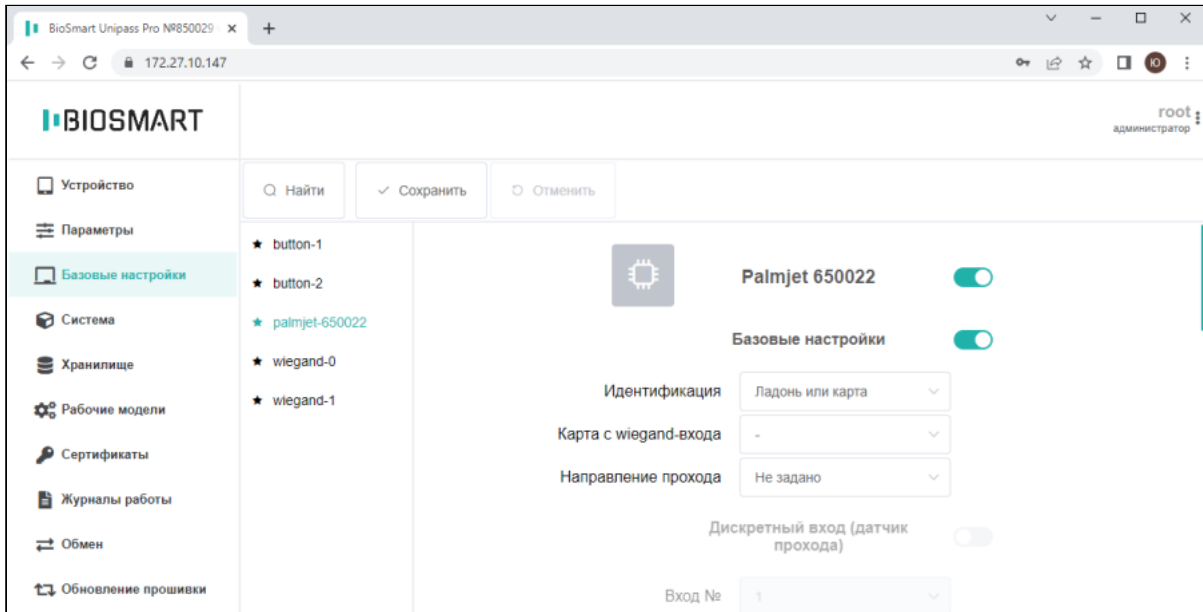 BioSmart Unipass Pro №850029
172.27.10.147
Ю
BIOSMART
root
администратор
Устройство
Параметры
Базовые настройки
Система
Хранилище
Рабочие модели
Сертификаты
Журналы работы
Обмен
Обновление прошивки
Найти
Сохранить
Отменить
button-1
button-2
palmjet-650022
wiegand-0
wiegand-1
Palmjet 650022
Базовые настройки
Идентификация
Ладонь или карта
Карта с wiegand-входа
-
Направление прохода
Не задано
Дискретный вход (датчик
прохода)
Вход №
1